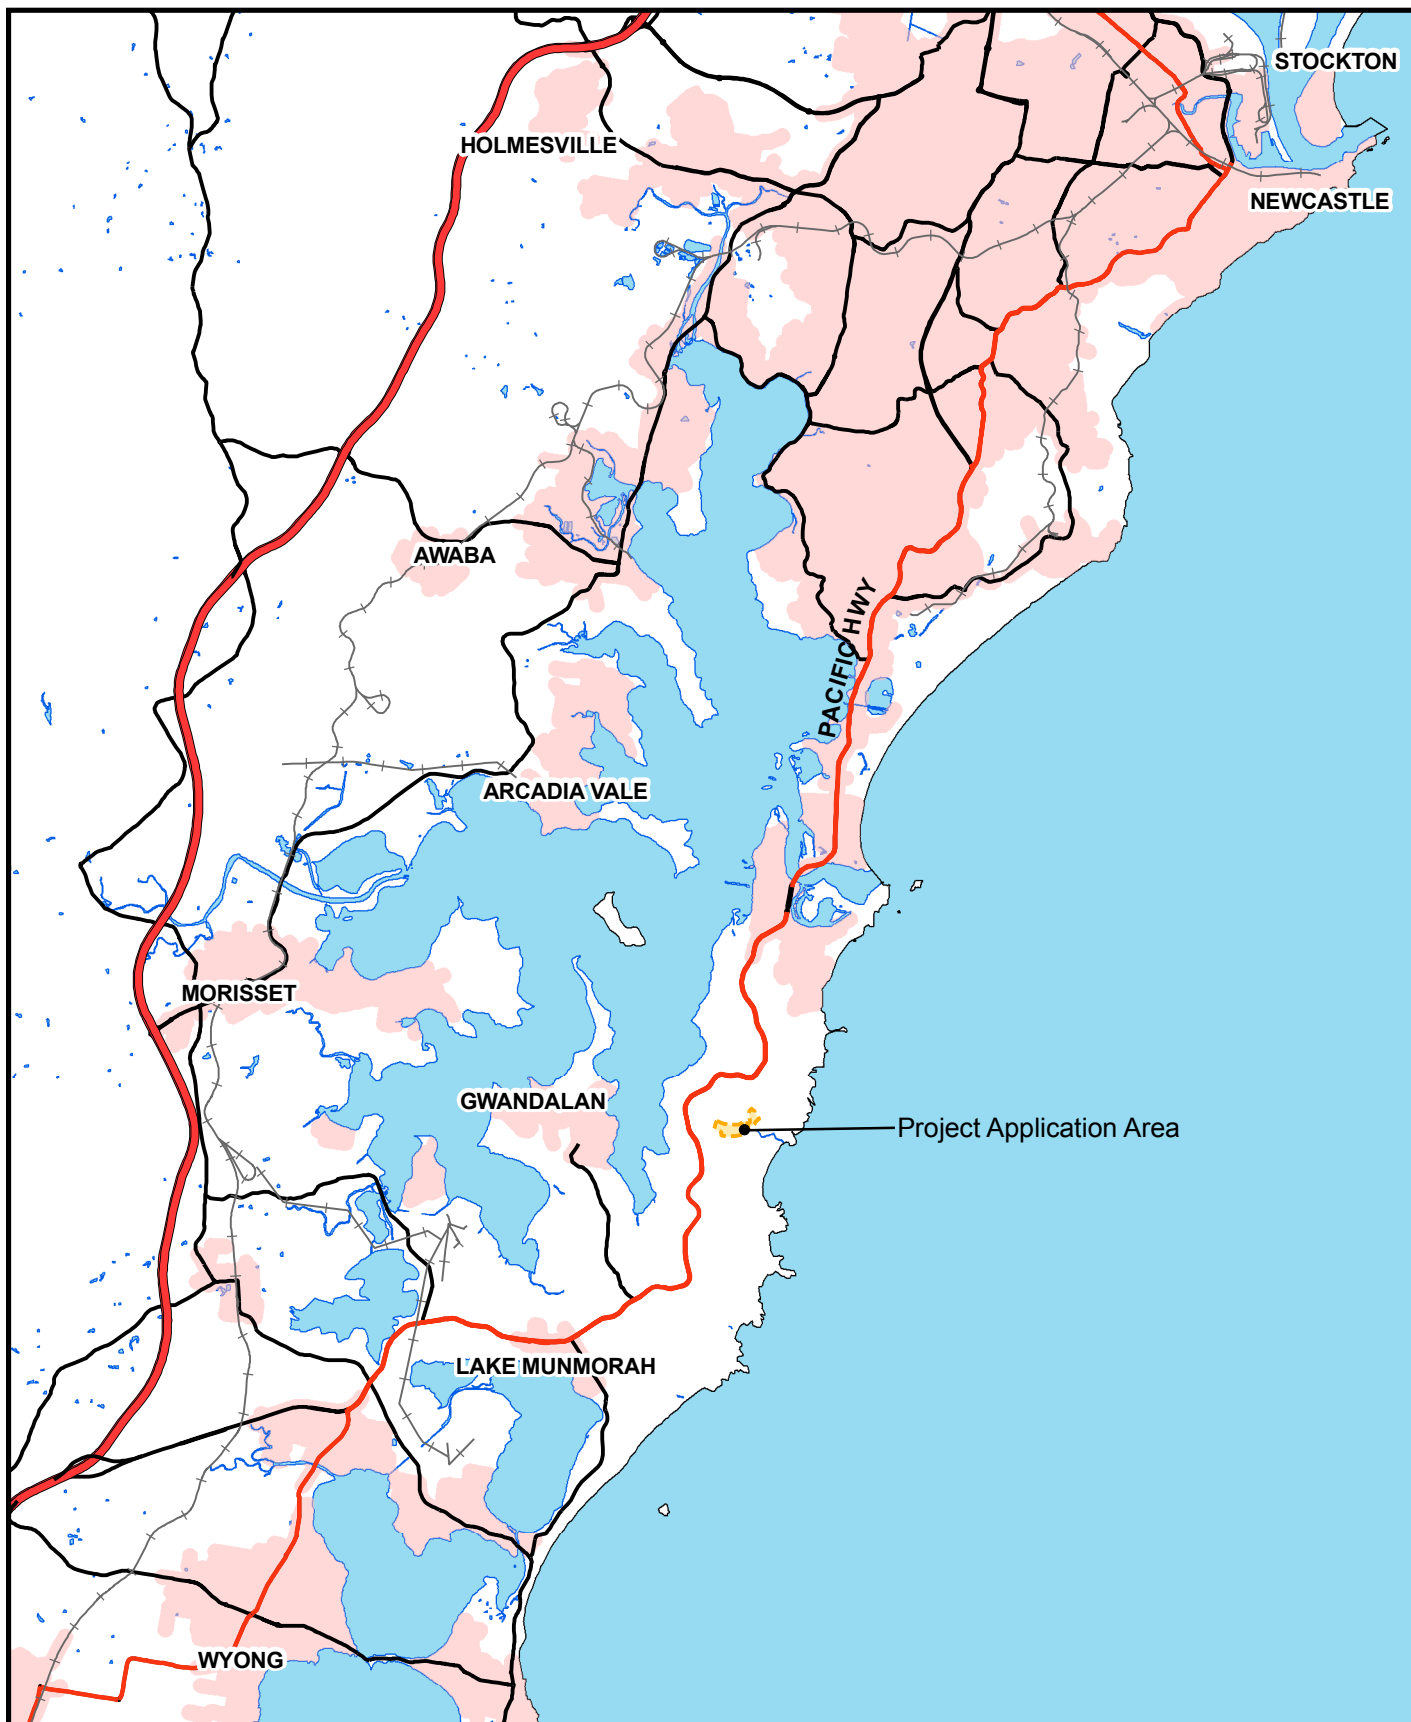 STOCKTON
HOLMESVILLE
NEWCASTLE
AWABA
PACIFIC HWY
ARCADIA VALE
MORISSET
GWANDALAN
Project Application Area
LAKE MUNMORAH
WYONG